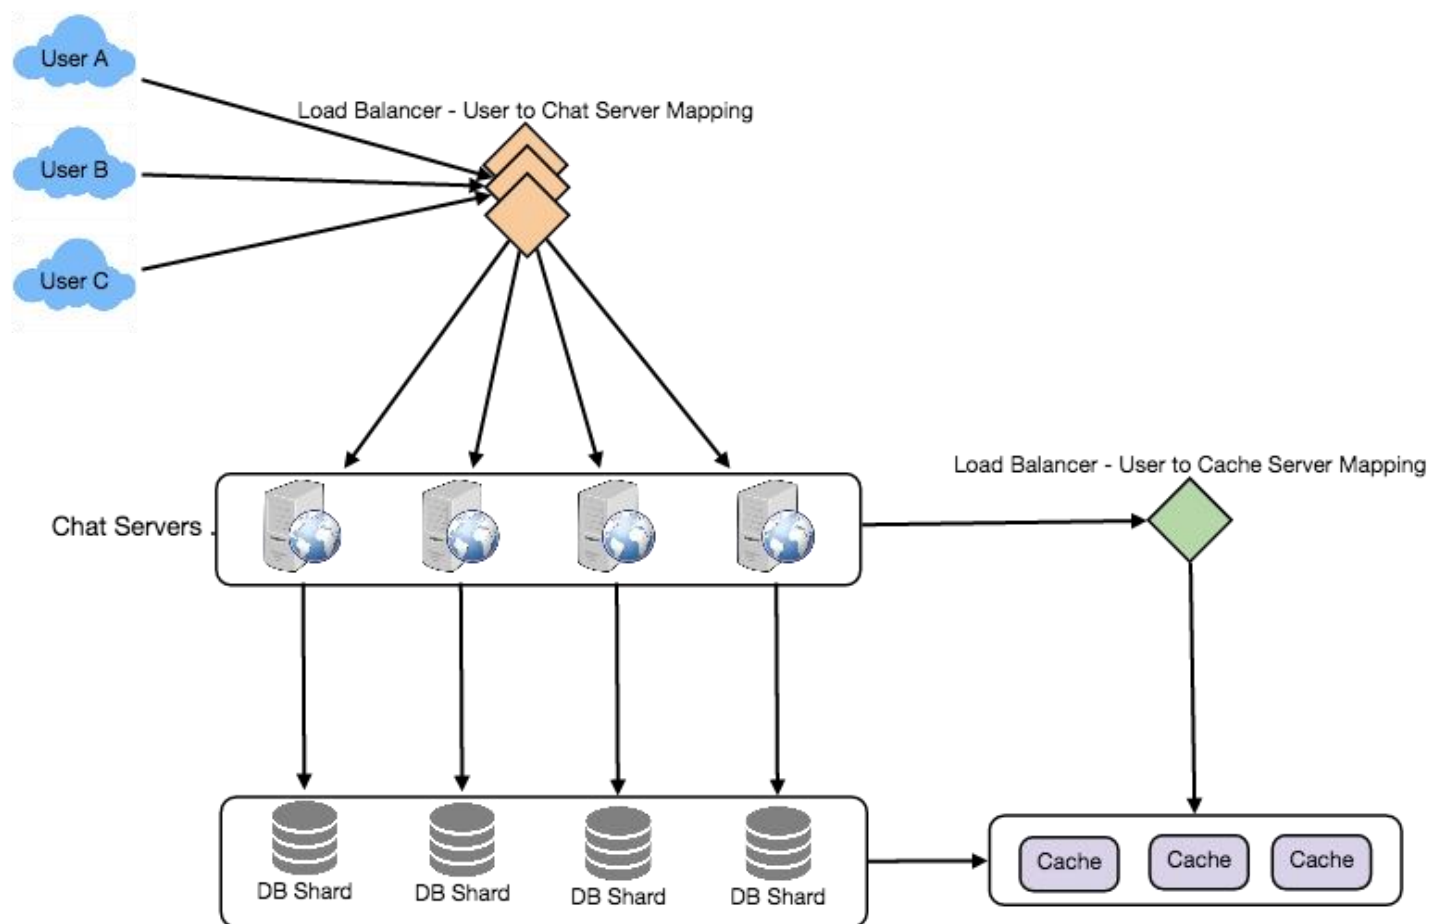 User A
Load Balancer - User to Chat Server Mapping
User B
User C
Load Balancer - User to Cache Server Mapping
Chat Servers .
DB Shard
DB Shard
DB Shard
DB Shard
Cache
Cache
Cache